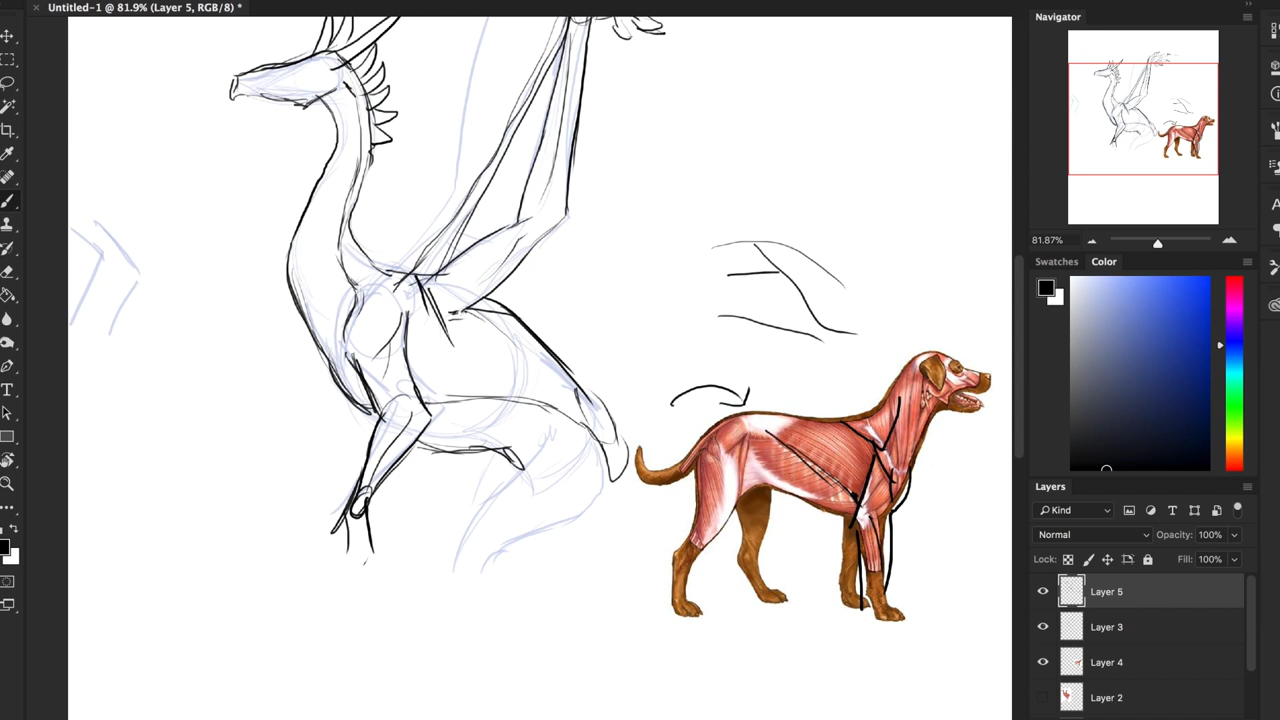 Untitled-1 @ 81.9% (Layer 5, RGB/8) *
Navigator
81.87%
Swatches
Color
Layers
Kind
Normal
Opacity: 100%
Lock:
Fill: 100%
Layer 5
Layer 3
Layer 4
Layer 2